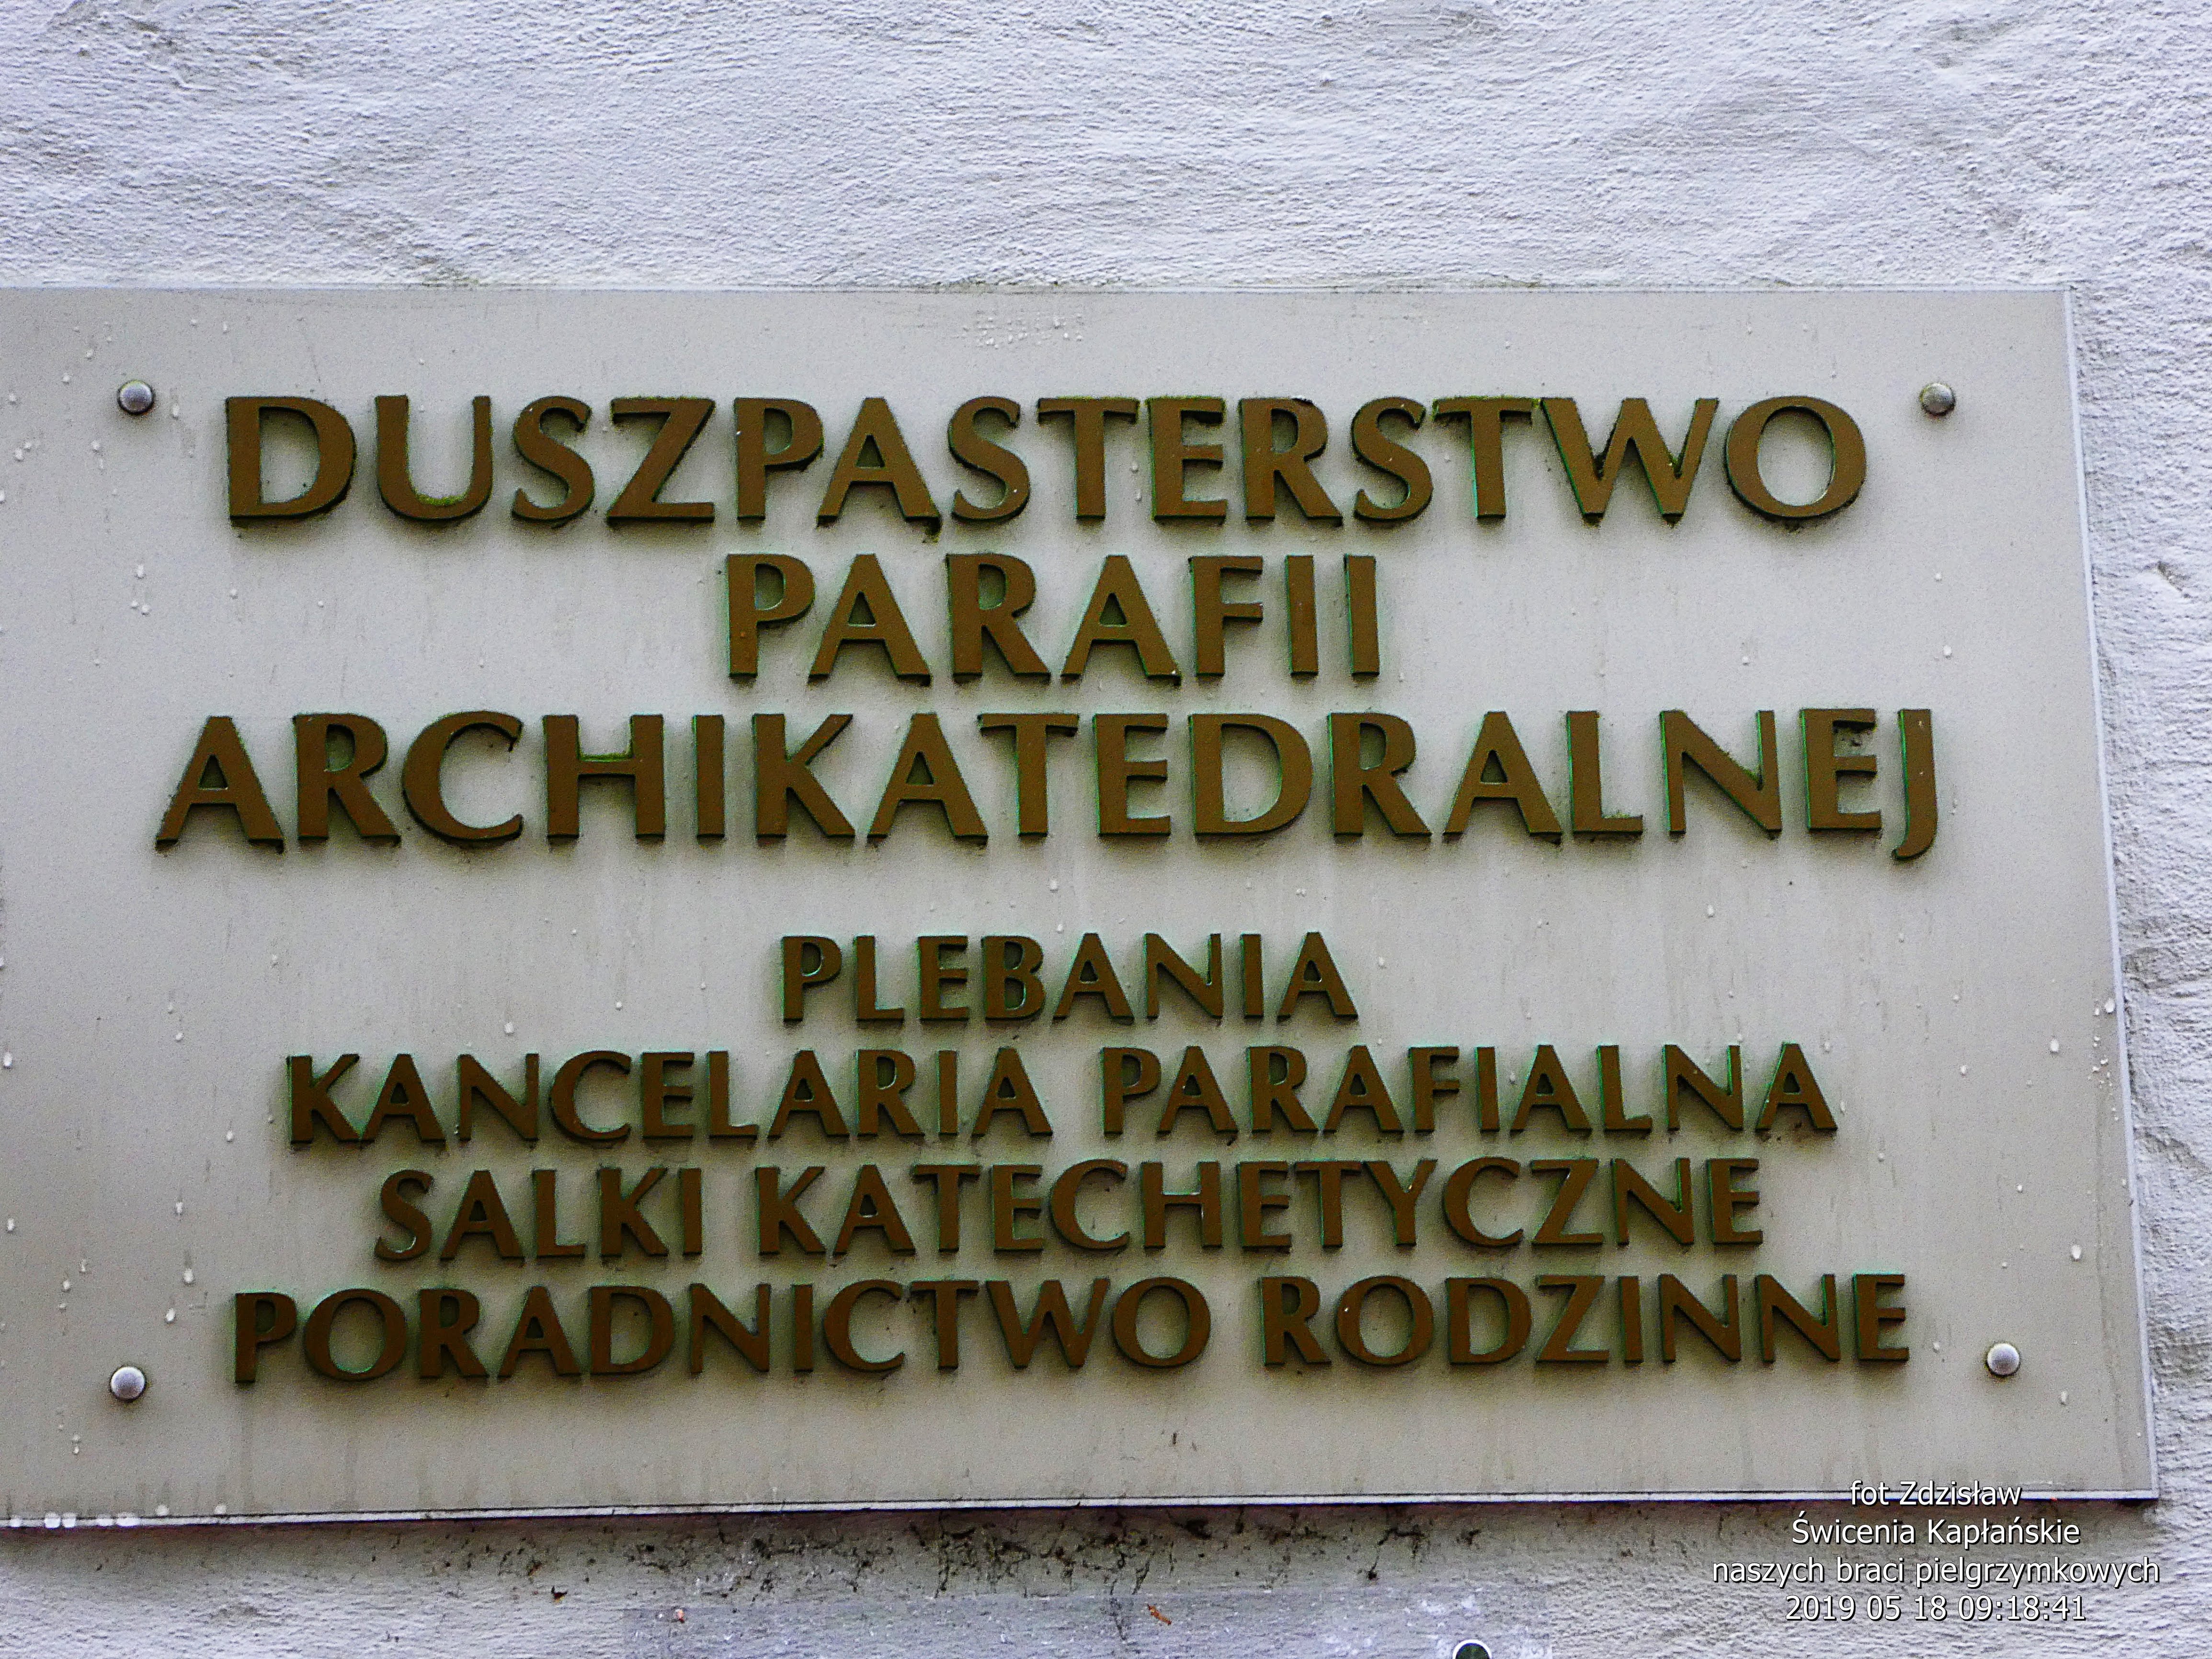 DUSZPASTERSTWO
PARAFII
ARCHIKATEDRALNEJ
PLEBANIA
KANCELARIA PARAFIALNA
SALKI KATECHETYCZNE
PORADNICTWO RODZINNE
fot Zdzisław
Świcenia Kapłańskie
naszych braci pielgrzymkowych
2019 05 18 09:18:41